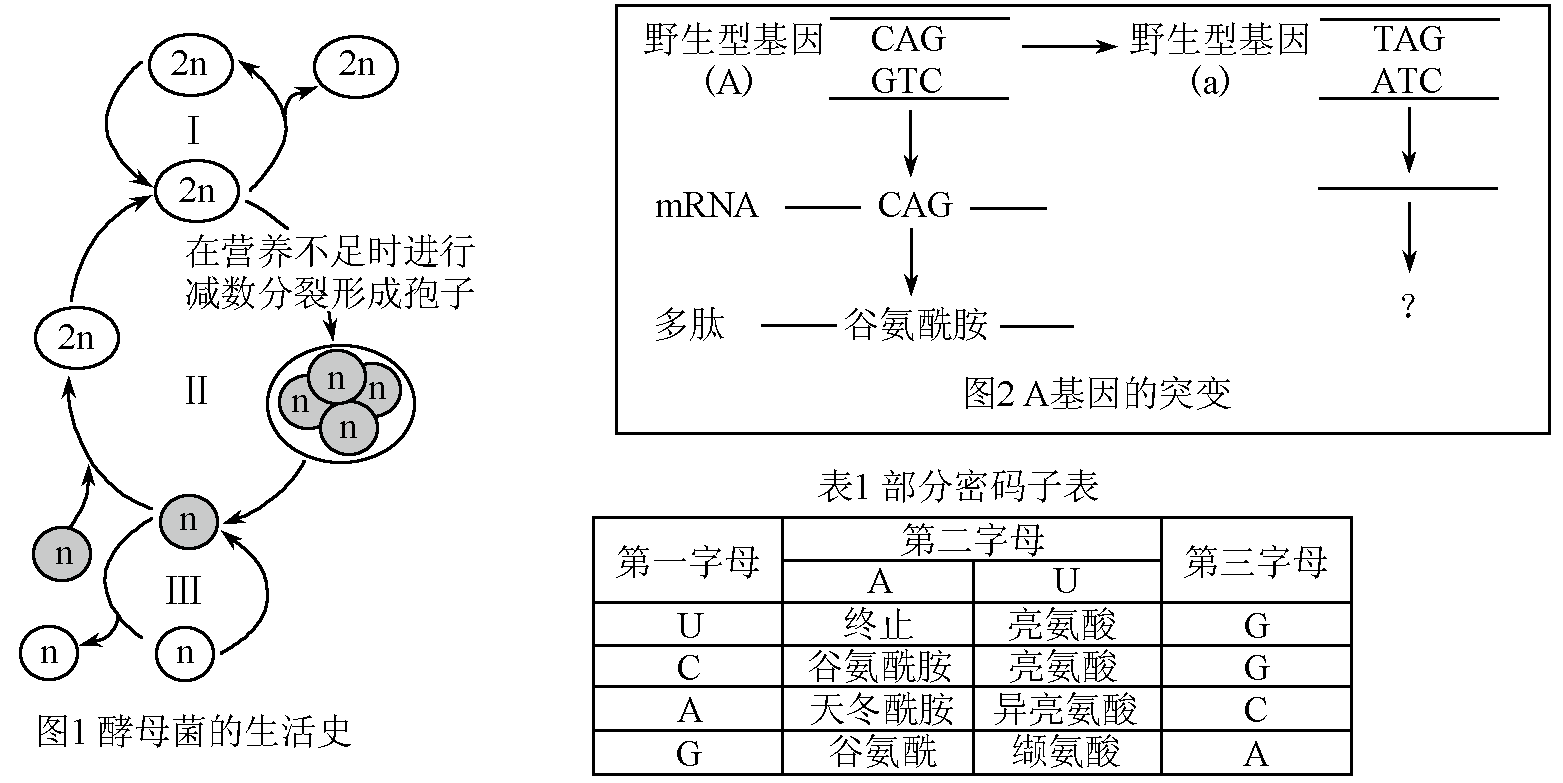 2n
2n
I
2n
在营养不足时进行
减数分裂形成孢子
2n
II
n
n
n
n
n
n
III
n
n
图1 酵母菌的生活史
野生型基因 CAG 野生型基因 TAG
(A) GTC (a) ATC
mRNA CAG
多肽 谷氨酰胺 ?
图2 A基因的突变
表1 部分密码子表
第一字母 第二字母 第三字母
A U
U 终止 亮氨酸 G
C 谷氨酰胺 亮氨酸 G
A 天冬酰胺 异亮氨酸 C
G 谷氨酰 缬氨酸 A